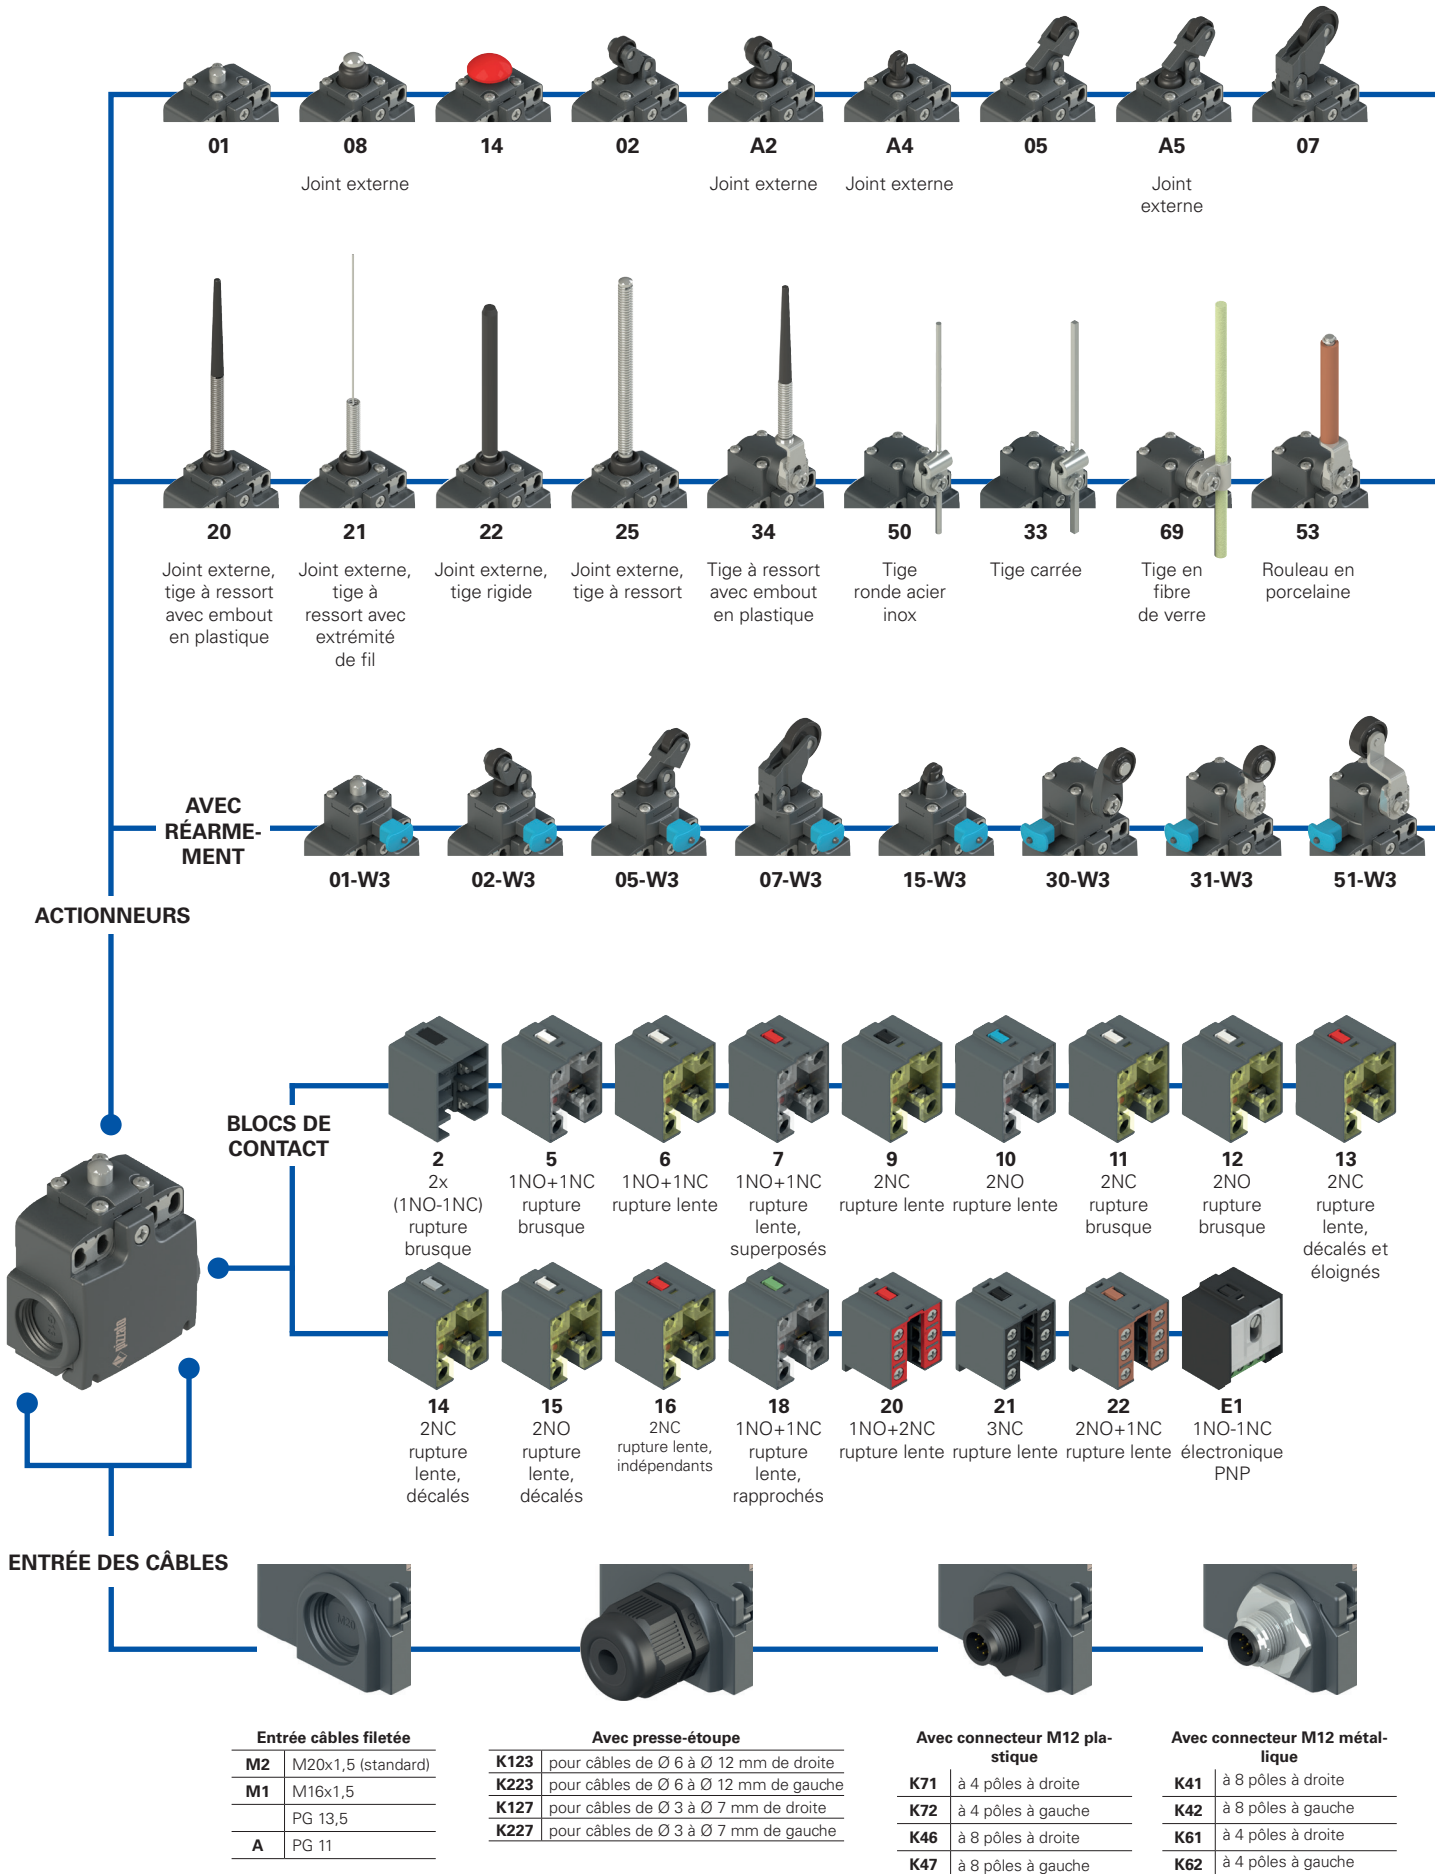 01 08 14 02 A2 A4 05 A5 07
Joint externe
Joint externe
Joint externe
Joint
externe
20
Joint externe,
tige à ressort
avec embout
en plastique
21
Joint externe,
tige à
ressort avec
extrémité
de fil
22
Joint externe,
tige rigide
25
Joint externe,
tige à ressort
34
Tige à ressort
avec embout
en plastique
50
Tige
ronde acier
inox
33
Tige carrée
69
Tige en
fibre
de verre
53
Rouleau en
porcelaine
AVEC
RÉARME-
MENT
01-W3 02-W3 05-W3 07-W3 15-W3 30-W3 31-W3 51-W3
ACTIONNEURS
BLOCS DE
CONTACT
2
2x
(1NO-1NC)
rupture
brusque
5
1NO+1NC
rupture
brusque
6
1NO+1NC
rupture lente
7
1NO+1NC
rupture
lente,
superposés
9
2NC
rupture lente
10
2NO
rupture lente
11
2NC
rupture
brusque
12
2NO
rupture
brusque
13
2NC
rupture
lente,
décalés et
éloignés
pizzato
14
2NC
rupture
lente,
décalés
15
2NO
rupture
lente,
décalés
16
2NC
rupture lente,
indépendants
18
1NO+1NC
rupture
lente,
rapprochés
20
1NO+2NC
rupture lente
21
3NC
rupture lente
22
2NO+1NC
rupture lente
E1
1NO-1NC
électronique
PNP
ENTRÉE DES CÂBLES
M20
Entrée câbles filetée
M2 M20x1,5 (standard)
M1 M16x1,5
PG 13,5
A PG 11
Avec presse-étoupe
K123 pour câbles de Ø 6 à Ø 12 mm de droite
K223 pour câbles de Ø 6 à Ø 12 mm de gauche
K127 pour câbles de Ø 3 à Ø 7 mm de droite
K227 pour câbles de Ø 3 à Ø 7 mm de gauche
Avec connecteur M12 pla-
stique
K71 à 4 pôles à droite
K72 à 4 pôles à gauche
K46 à 8 pôles à droite
K47 à 8 pôles à gauche
Avec connecteur M12 métal-
lique
K41 à 8 pôles à droite
K42 à 8 pôles à gauche
K61 à 4 pôles à droite
K62 à 4 pôles à gauche